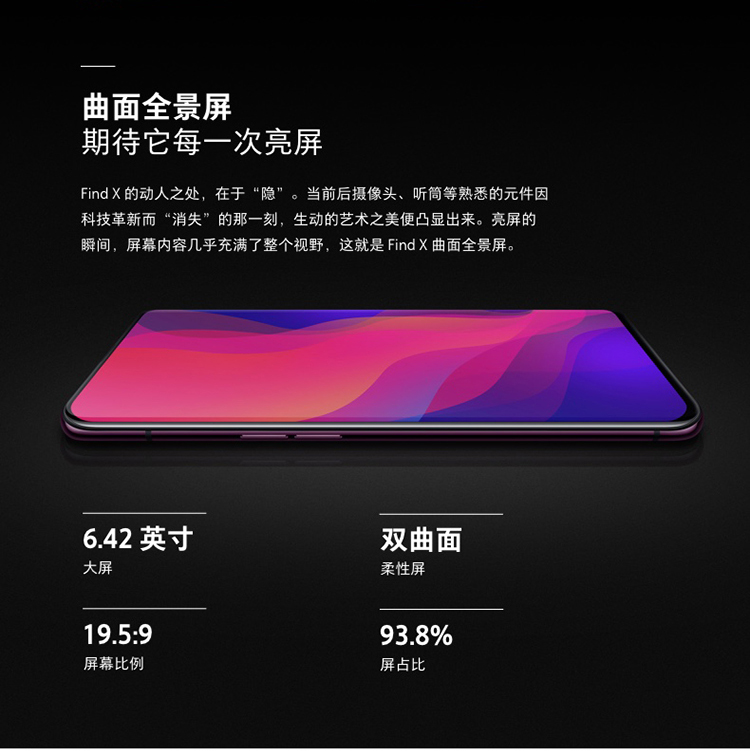 曲面全景屏
期待它每一次亮屏
Find X 的动人之处，在于“隐”。当前后摄像头、听筒等熟悉的元件因
科技革新而“消失”的那一刻，生动的艺术之美便凸显出来。亮屏的
瞬间，屏幕内容几乎充满了整个视野，这就是 Find X 曲面全景屏。
6.42 英寸
大屏
双曲面
柔性屏
19.5:9
屏幕比例
93.8%
屏占比